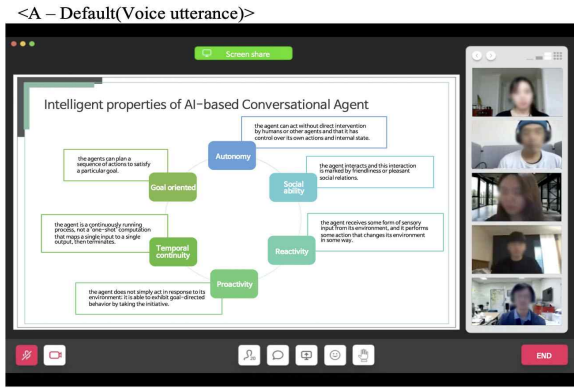 <A – Default(Voice utterance)>
Screen share
Intelligent properties of AI-based Conversational Agent
the agent can act without direct intervention
by humans or other agents and that it has
control over its own actions and internal state.
Autonomy
the agents can plan a
sequence of actions to satisfy
a particular goal.
Goal oriented
the agent interacts and this interaction
is marked by friendliness or pleasant
social relations.
Social
ability
the agent is a continuously running
process, not a "one-shot" computation
that maps a single input to a single
output, then terminates.
Temporal
continuity
the agent receives some form of sensory
input from its environment, and it performs
some action that changes its environment
in some way.
Reactivity
Proactivity
the agent does not simply act in response to its
environment: it is able to exhibit goal-directed
behavior by taking the initiative.
END